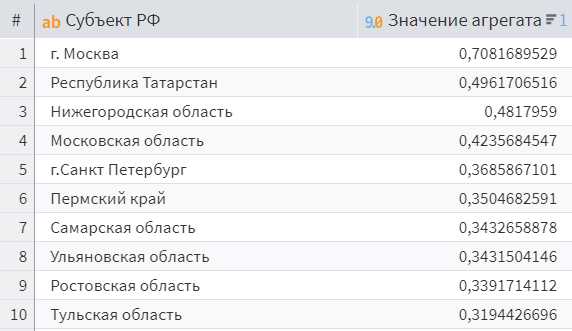 # ab Субъект РФ 9.0 Значение агрегата 1
1 г. Москва 0,7081689529
2 Республика Татарстан 0,4961706516
3 Нижегородская область 0,4817959
4 Московская область 0,4235684547
5 г.Санкт Петербург 0,3685867101
6 Пермский край 0,3504682591
7 Самарская область 0,3432658878
8 Ульяновская область 0,3431504146
9 Ростовская область 0,3391714112
10 Тульская область 0,3194426696